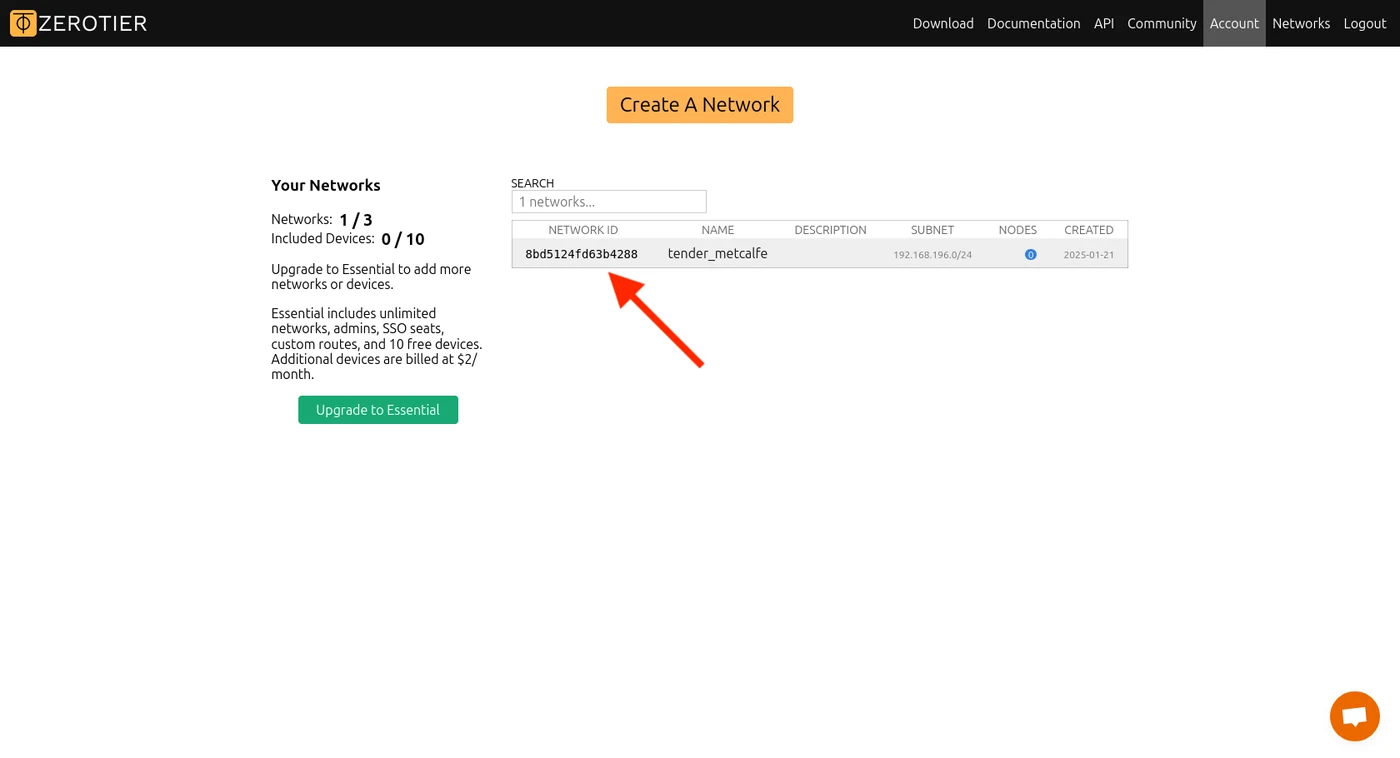 ZEROTIER
Download Documentation API Community Account Networks Logout
Create A Network
Your Networks
Networks: 1 / 3
Included Devices: 0 / 10
Upgrade to Essential to add more
networks or devices.
Essential includes unlimited
networks, admins, SSO seats,
custom routes, and 10 free devices.
Additional devices are billed at $2/
month.
Upgrade to Essential
SEARCH
1 networks...
NETWORK ID NAME DESCRIPTION SUBNET NODES CREATED
8bd5124fd63b4288 tender_metcalfe 192.168.196.0/24 0 2025-01-21